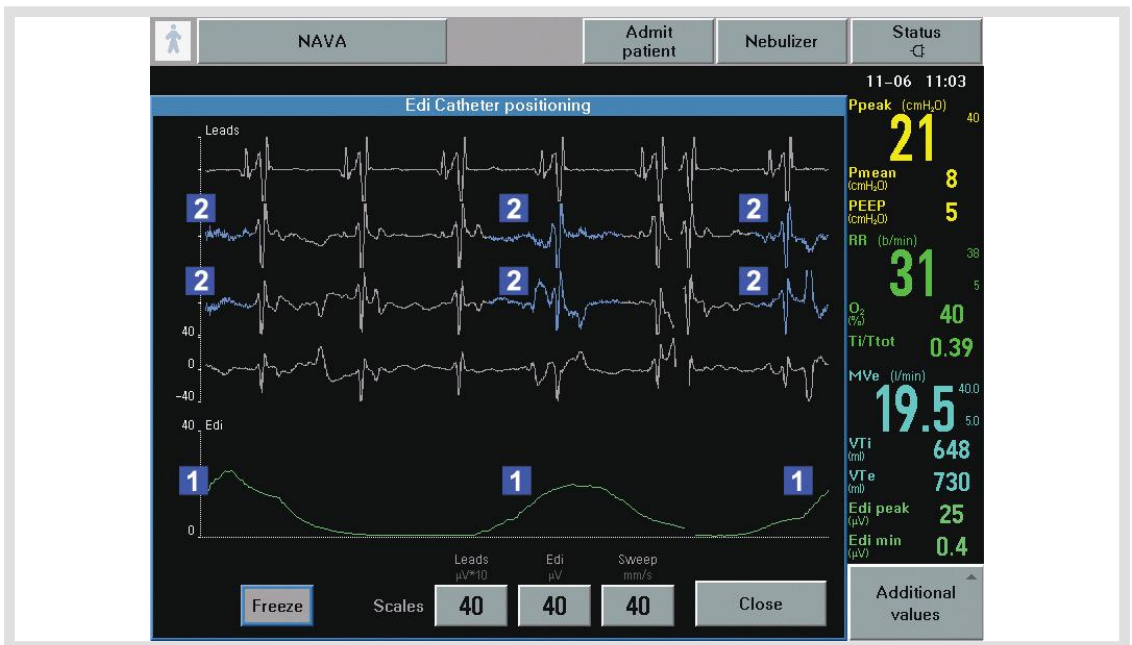 NAVA
Admit
patient
Nebulizer
Status
11-06 11:03
Edi Catheter positioning
Leads
2 2 2
2 2 2
40
0
-40
40 Edi
1 1 1
0
Leads
µV*10
Edi
µV
Sweep
mm/s
Freeze
Scales
40
40
40
Close
Ppeak (cmH₂O)
40
21
Pmean
(cmH₂O)
8
PEEP
(cmH₂O)
5
RR (b/min)
38
31
5
O₂
(%)
40
Ti/Ttot
0.39
MVe (l/min)
40.0
19.5
5.0
VTi
(ml)
648
VTe
(ml)
730
Edi peak
(µV)
25
Edi min
(µV)
0.4
Additional
values